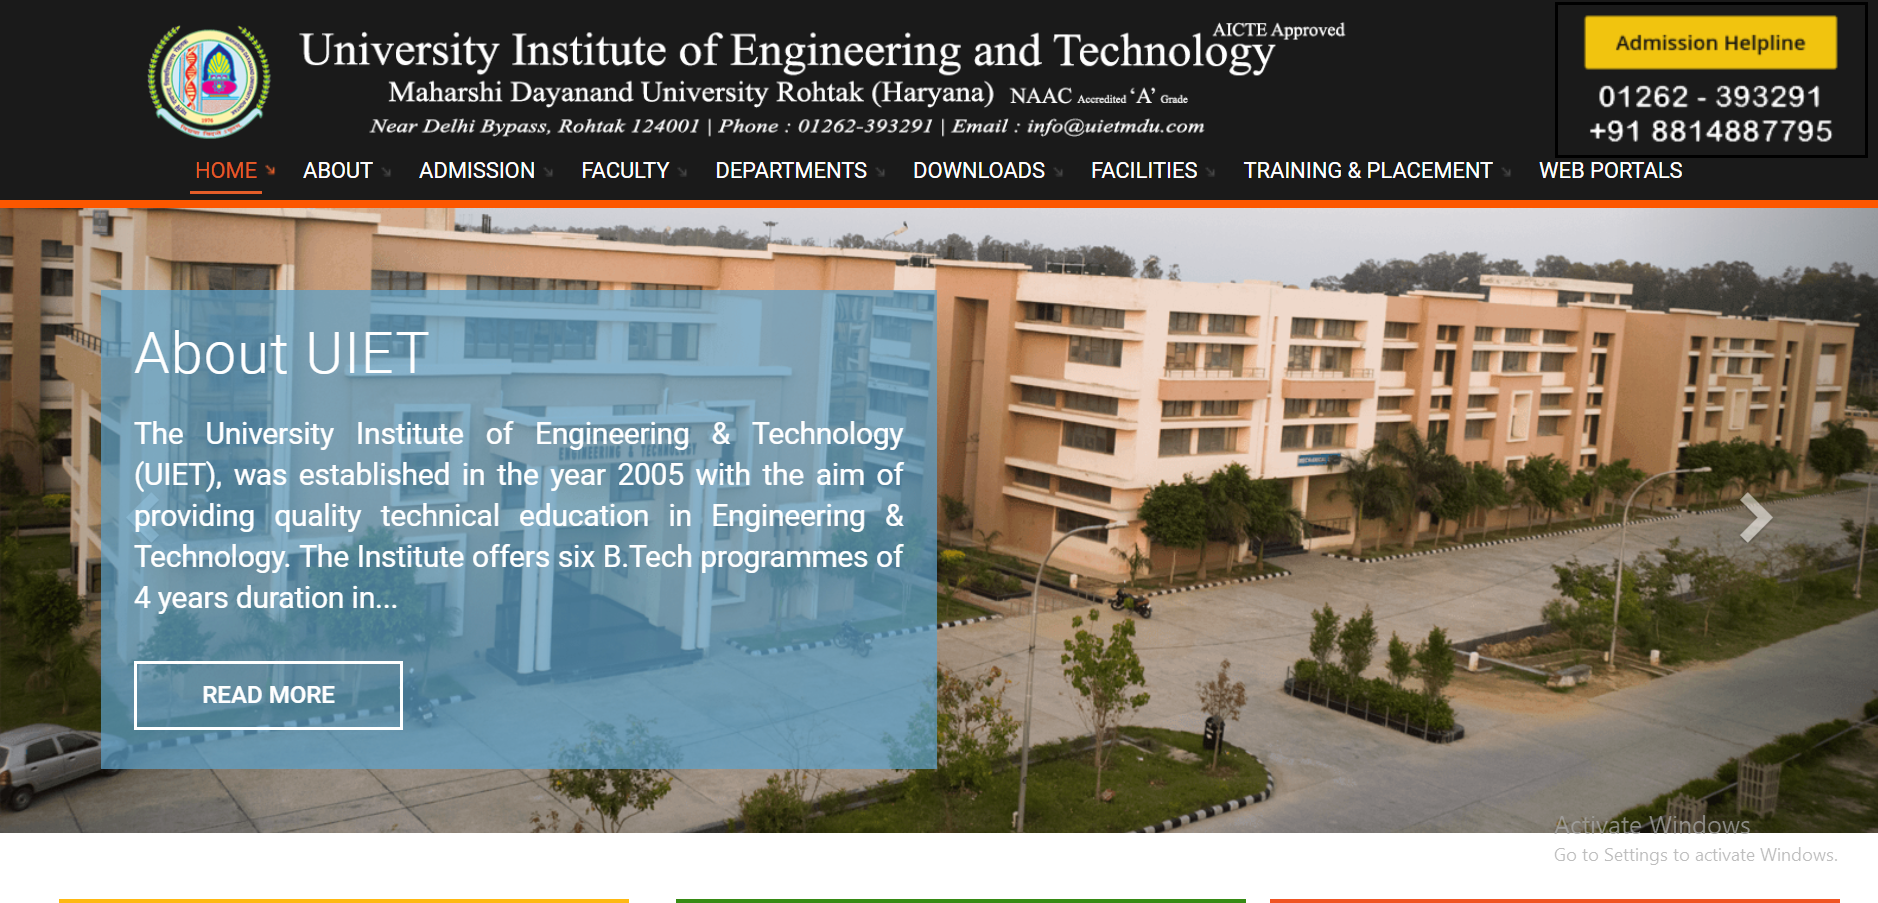 AICTE Approved
University Institute of Engineering and Technology
Maharshi Dayanand University Rohtak (Haryana) NAAC Accredited 'A' Grade
Near Delhi Bypass, Rohtak 124001 | Phone : 01262-393291 | Email : info@uietmdu.com
Admission Helpline
01262 - 393291
+91 8814887795
HOME ABOUT ADMISSION FACULTY DEPARTMENTS DOWNLOADS FACILITIES TRAINING & PLACEMENT WEB PORTALS
About UIET
The University Institute of Engineering & Technology
(UIET), was established in the year 2005 with the aim of
providing quality technical education in Engineering &
Technology. The Institute offers six B.Tech programmes of
4 years duration in...
READ MORE
ENGINEERING & TECHNOLOGY
Activate Windows
Go to Settings to activate Windows.